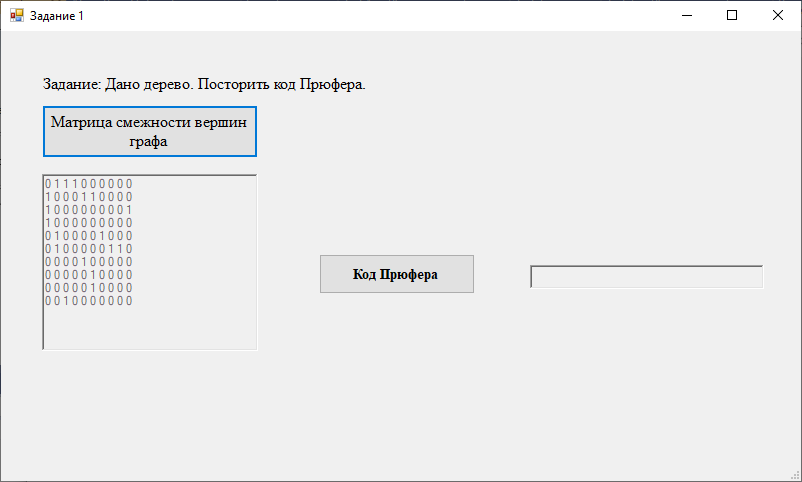 Задание 1
Задание: Дано дерево. Посторить код Прюфера.
Матрица смежности вершин
графа
0 1 1 1 0 0 0 0 0 0
1 0 0 0 1 1 0 0 0 0
1 0 0 0 0 0 0 0 0 1
1 0 0 0 0 0 0 0 0 0
0 1 0 0 0 0 1 0 0 0
0 1 0 0 0 0 0 1 1 0
0 0 0 0 1 0 0 0 0 0
0 0 0 0 0 1 0 0 0 0
0 0 0 0 0 1 0 0 0 0
0 0 1 0 0 0 0 0 0 0
Код Прюфера